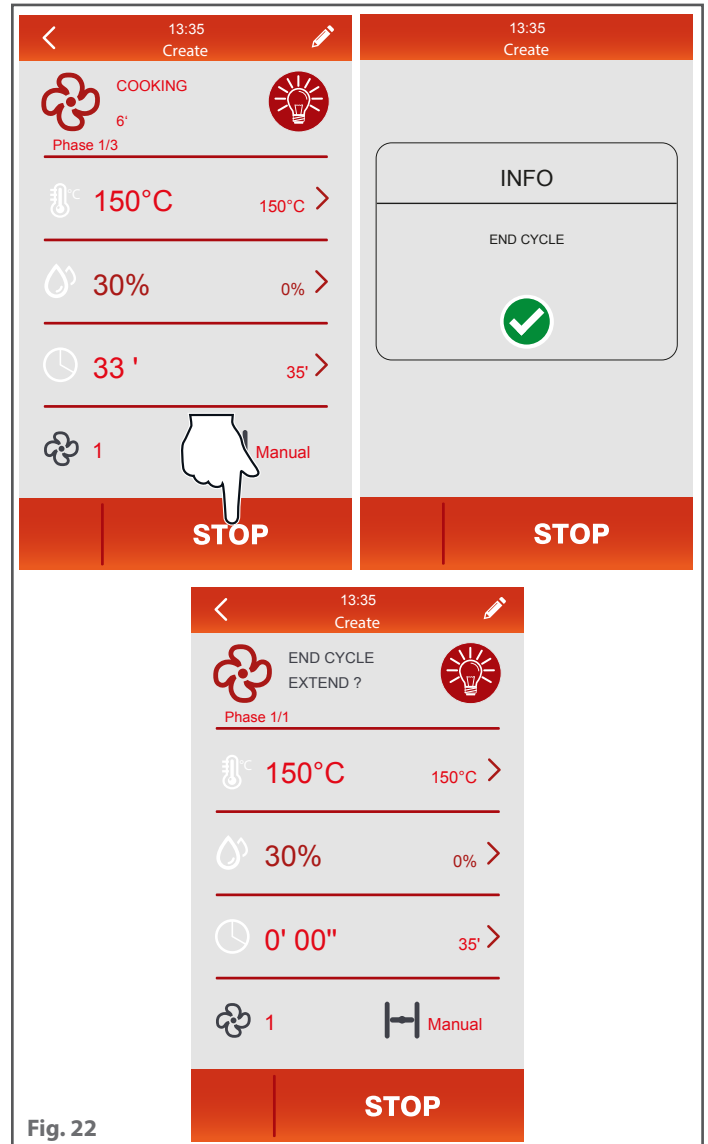 13:35
Create
COOKING
6‘
Phase 1/3
°C
150°C
150°C
30%
0%
33 '
35'
1
Manual
STOP
13:35
Create
INFO
END CYCLE
STOP
13:35
Create
END CYCLE
EXTEND ?
Phase 1/1
°C
150°C
150°C
30%
0%
0' 00"
35'
1
Manual
STOP
Fig. 22